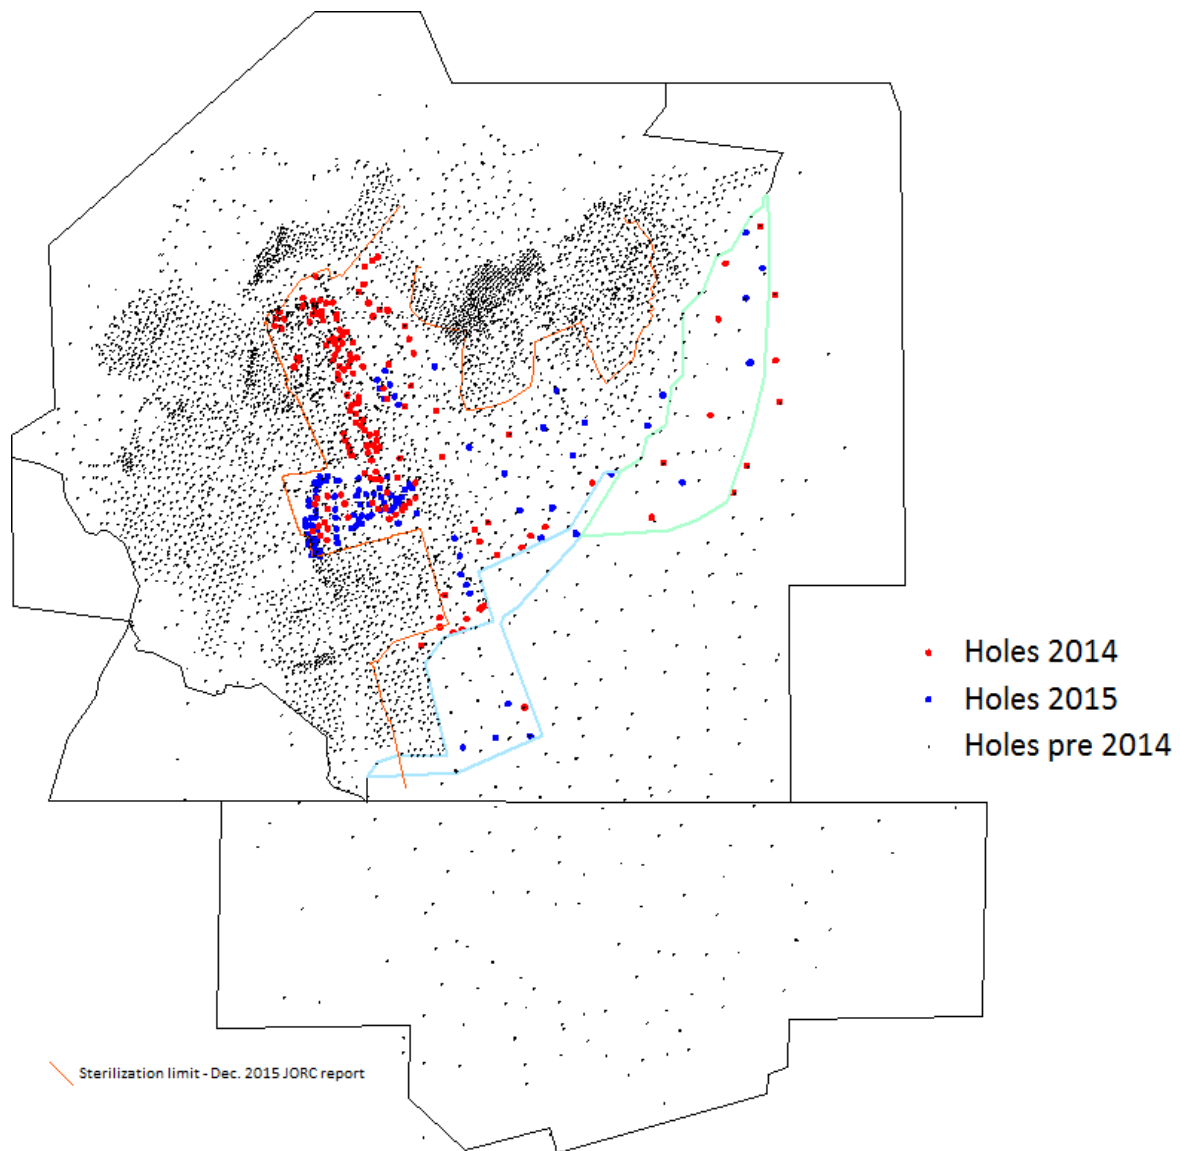 Holes 2014
Holes 2015
Holes pre 2014
Sterilization limit - Dec. 2015 JORC report